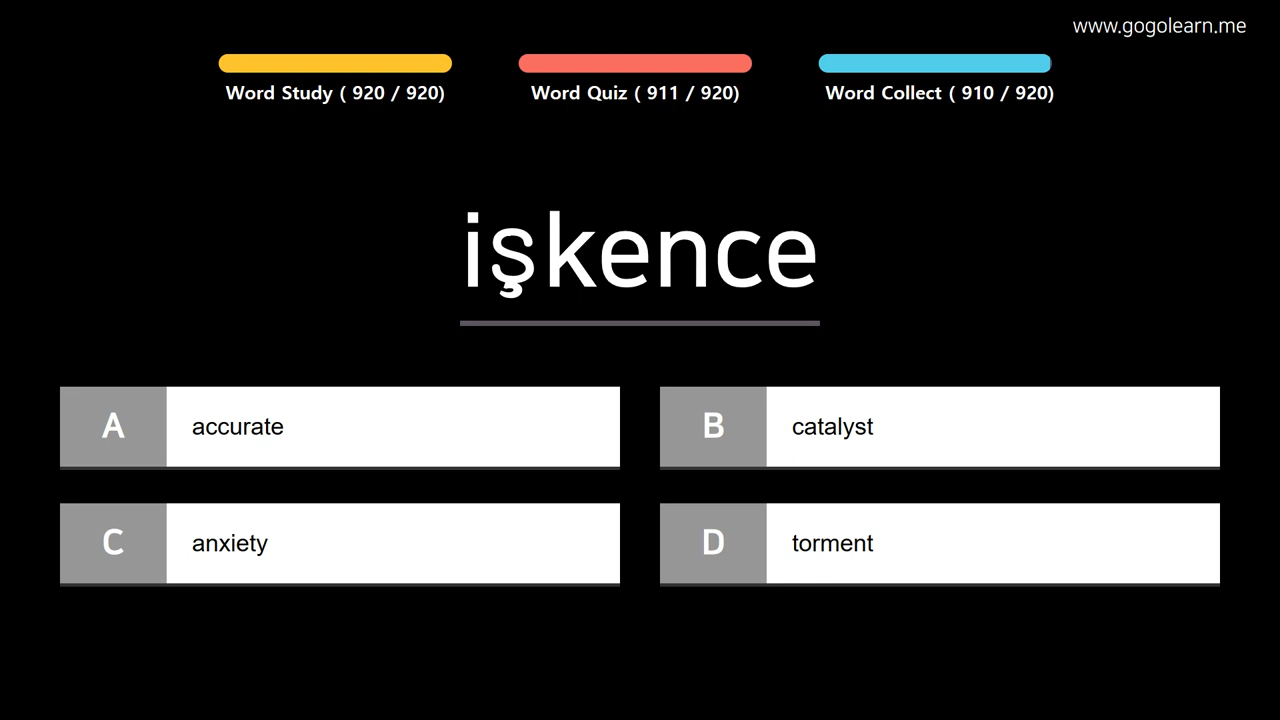 www.gogolearn.me
Word Study ( 920 / 920)
Word Quiz ( 911 / 920)
Word Collect ( 910 / 920)
işkence
A accurate
B catalyst
C anxiety
D torment